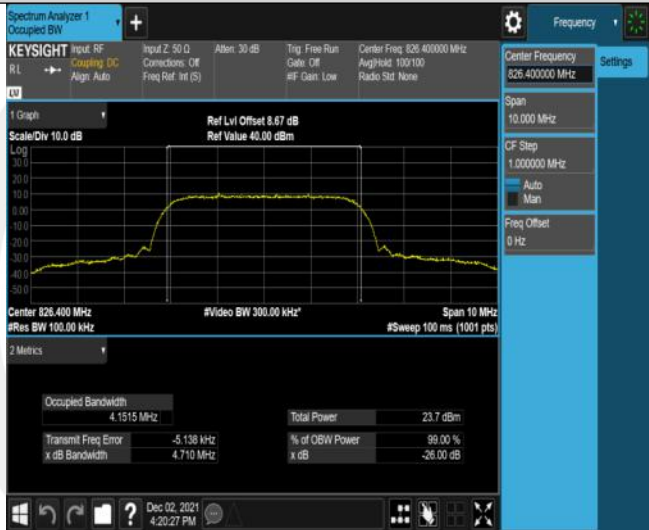 Spectrum Analyzer 1
Occupied BW
Frequency
KEYSIGHT
Input: RF
Coupling: DC
Align: Auto
Input Z: 50 Ω
Corrections: Off
Freq Ref: Int (S)
Atten: 30 dB
Trig: Free Run
Gate: Off
#IF Gain: Low
Center Freq: 826.400000 MHz
Avg|Hold: 100/100
Radio Std: None
RL
LW
Center Frequency
826.400000 MHz
Settings
Span
10.000 MHz
CF Step
1.000000 MHz
Auto
Man
Freq Offset
0 Hz
1 Graph
Scale/Div 10.0 dB
Ref Lvl Offset 8.67 dB
Ref Value 40.00 dBm
Log
30.0
20.0
10.0
0.00
-10.0
-20.0
-30.0
-40.0
-50.0
Center 826.400 MHz
#Video BW 300.00 kHz*
Span 10 MHz
#Res BW 100.00 kHz
#Sweep 100 ms (1001 pts)
2 Metrics
Occupied Bandwidth
4.1515 MHz
Total Power 23.7 dBm
Transmit Freq Error -5.138 kHz
% of OBW Power 99.00 %
x dB Bandwidth 4.710 MHz
x dB -26.00 dB
Dec 02, 2021
4:20:27 PM